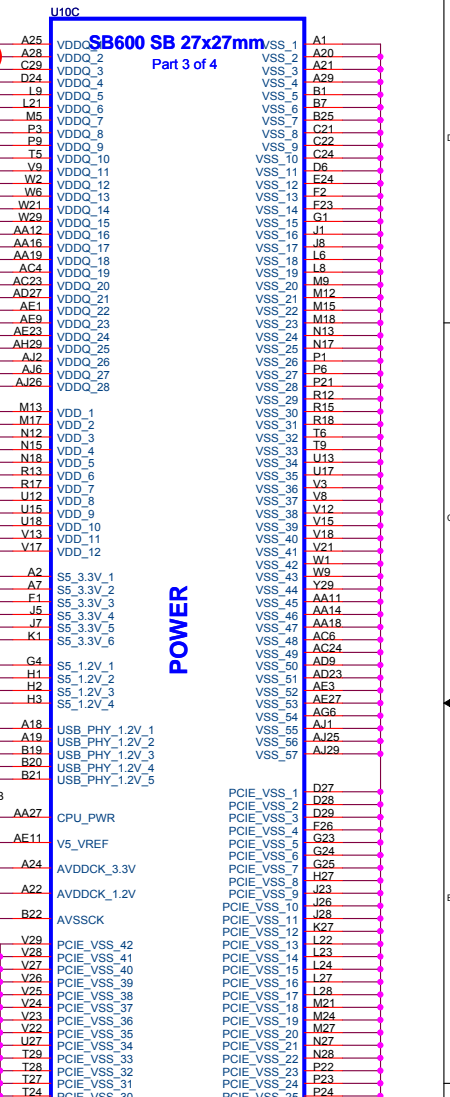 U10C
SB600 SB 27x27mm
Part 3 of 4
POWER
A25 VDDQ_1
A28 VDDQ_2
C29 VDDQ_3
D24 VDDQ_4
L9 VDDQ_5
L21 VDDQ_6
M5 VDDQ_7
P3 VDDQ_8
P9 VDDQ_9
T5 VDDQ_10
V9 VDDQ_11
W2 VDDQ_12
W6 VDDQ_13
W21 VDDQ_14
W29 VDDQ_15
AA12 VDDQ_16
AA16 VDDQ_17
AA19 VDDQ_18
AC4 VDDQ_19
AC23 VDDQ_20
AD27 VDDQ_21
AE1 VDDQ_22
AE9 VDDQ_23
AE23 VDDQ_24
AH29 VDDQ_25
AJ2 VDDQ_26
AJ6 VDDQ_27
AJ26 VDDQ_28
M13 VDD_1
M17 VDD_2
N12 VDD_3
N15 VDD_4
N18 VDD_5
R13 VDD_6
R17 VDD_7
U12 VDD_8
U15 VDD_9
U18 VDD_10
V13 VDD_11
V17 VDD_12
A2 S5_3.3V_1
A7 S5_3.3V_2
F1 S5_3.3V_3
J5 S5_3.3V_4
J7 S5_3.3V_5
K1 S5_3.3V_6
G4 S5_1.2V_1
H1 S5_1.2V_2
H2 S5_1.2V_3
H3 S5_1.2V_4
A18 USB_PHY_1.2V_1
A19 USB_PHY_1.2V_2
B19 USB_PHY_1.2V_3
B20 USB_PHY_1.2V_4
B21 USB_PHY_1.2V_5
AA27 CPU_PWR
AE11 V5_VREF
A24 AVDDCK_3.3V
A22 AVDDCK_1.2V
B22 AVSSCK
V29 PCIE_VSS_42
V28 PCIE_VSS_41
V27 PCIE_VSS_40
V26 PCIE_VSS_39
V25 PCIE_VSS_38
V24 PCIE_VSS_37
V23 PCIE_VSS_36
V22 PCIE_VSS_35
U27 PCIE_VSS_34
T29 PCIE_VSS_33
T28 PCIE_VSS_32
T27 PCIE_VSS_31
T24 PCIE_VSS_30
VSS_1 A1
VSS_2 A20
VSS_3 A21
VSS_4 A29
VSS_5 B1
VSS_6 B7
VSS_7 B25
VSS_8 C21
VSS_9 C22
VSS_10 C24
VSS_11 D6
VSS_12 E24
VSS_13 F2
VSS_14 F23
VSS_15 G1
VSS_16 J1
VSS_17 J8
VSS_18 L6
VSS_19 L8
VSS_20 M9
VSS_21 M12
VSS_22 M15
VSS_23 M18
VSS_24 N13
VSS_25 N17
VSS_26 P1
VSS_27 P6
VSS_28 P21
VSS_29 R12
VSS_30 R15
VSS_31 R18
VSS_32 T6
VSS_33 T9
VSS_34 U13
VSS_35 U17
VSS_36 V3
VSS_37 V8
VSS_38 V12
VSS_39 V15
VSS_40 V18
VSS_41 V21
VSS_42 W1
VSS_43 W9
VSS_44 Y29
VSS_45 AA11
VSS_46 AA14
VSS_47 AA18
VSS_48 AC6
VSS_49 AC24
VSS_50 AD9
VSS_51 AD23
VSS_52 AE3
VSS_53 AE27
VSS_54 AG6
VSS_55 AJ1
VSS_56 AJ25
VSS_57 AJ29
PCIE_VSS_1 D27
PCIE_VSS_2 D28
PCIE_VSS_3 D29
PCIE_VSS_4 F26
PCIE_VSS_5 G23
PCIE_VSS_6 G24
PCIE_VSS_7 G25
PCIE_VSS_8 H27
PCIE_VSS_9 J23
PCIE_VSS_10 J26
PCIE_VSS_11 J28
PCIE_VSS_12 K27
PCIE_VSS_13 L22
PCIE_VSS_14 L23
PCIE_VSS_15 L24
PCIE_VSS_16 L27
PCIE_VSS_17 L28
PCIE_VSS_18 M21
PCIE_VSS_19 M24
PCIE_VSS_20 M27
PCIE_VSS_21 N27
PCIE_VSS_22 N28
PCIE_VSS_23 P22
PCIE_VSS_24 P23
PCIE_VSS_25 P24